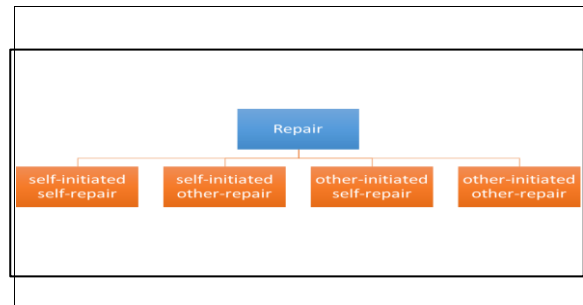 Repair
self-initiated
self-repair
self-initiated
other-repair
other-initiated
self-repair
other-initiated
other-repair